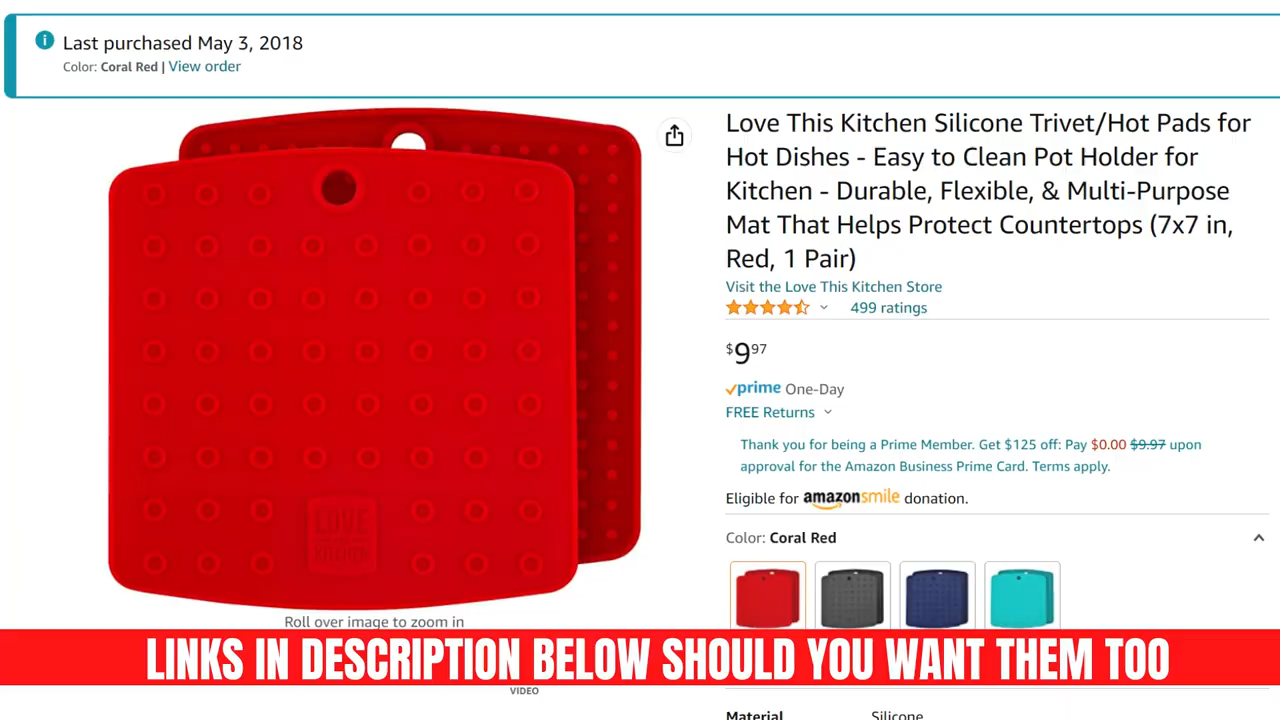 Last purchased May 3, 2018
Color: Coral Red | View order
Love This Kitchen Silicone Trivet/Hot Pads for
Hot Dishes - Easy to Clean Pot Holder for
Kitchen - Durable, Flexible, & Multi-Purpose
Mat That Helps Protect Countertops (7x7 in,
Red, 1 Pair)
Visit the Love This Kitchen Store
499 ratings
$9 97
prime One-Day
FREE Returns
Thank you for being a Prime Member. Get $125 off: Pay $0.00 $9.97 upon
approval for the Amazon Business Prime Card. Terms apply.
Eligible for amazonsmile donation.
Color: Coral Red
LOVE
KITCHEN
Roll over image to zoom in
LINKS IN DESCRIPTION BELOW SHOULD YOU WANT THEM TOO
VIDEO
Material Silicone